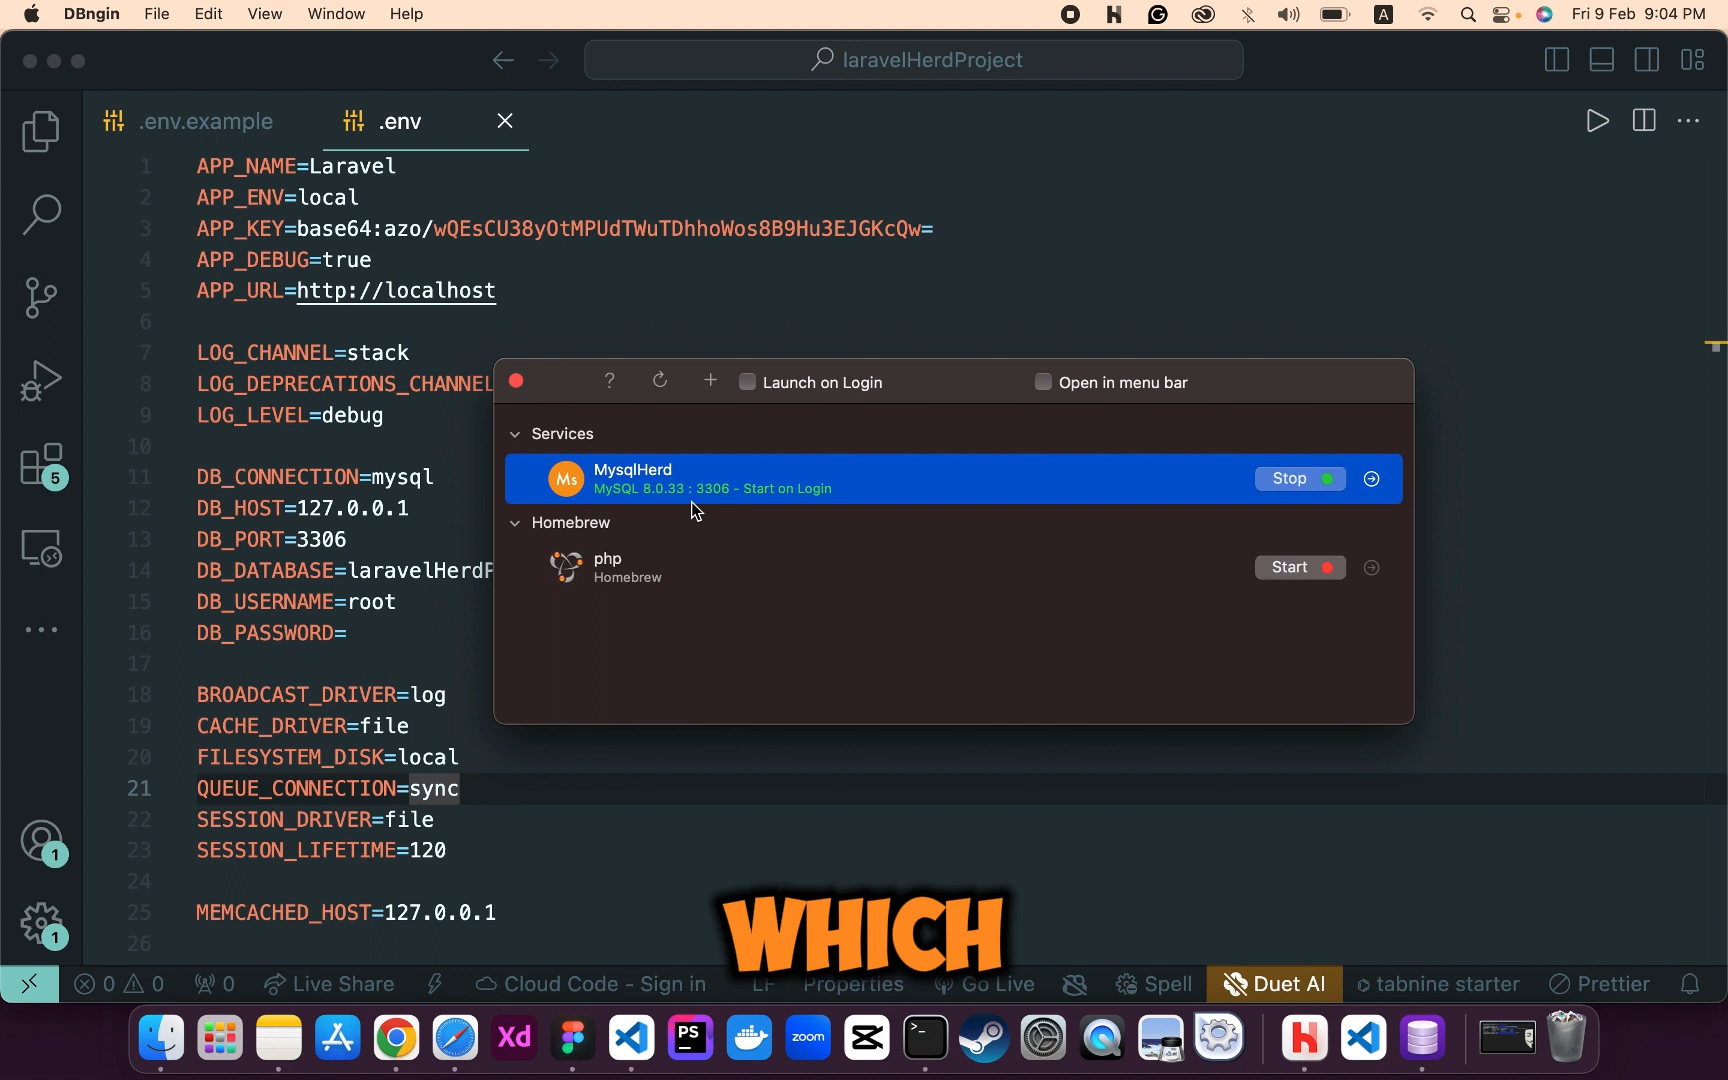 DBngin File Edit View Window Help
A Fri 9 Feb 9:04 PM
laravelHerdProject
.env.example .env
1 APP_NAME=Laravel
2 APP_ENV=local
3 APP_KEY=base64:azo/wQEsCU38yOtMPUdTWuTDhhoWos8B9Hu3EJGKcQw=
4 APP_DEBUG=true
5 APP_URL=http://localhost
6
7 LOG_CHANNEL=stack
8 LOG_DEPRECATIONS_CHANNEL
9 LOG_LEVEL=debug
10
11 DB_CONNECTION=mysql
12 DB_HOST=127.0.0.1
13 DB_PORT=3306
14 DB_DATABASE=laravelHerdP
15 DB_USERNAME=root
16 DB_PASSWORD=
17
18 BROADCAST_DRIVER=log
19 CACHE_DRIVER=file
20 FILESYSTEM_DISK=local
21 QUEUE_CONNECTION=sync
22 SESSION_DRIVER=file
23 SESSION_LIFETIME=120
24
25 MEMCACHED_HOST=127.0.0.1
26
? + Launch on Login Open in menu bar
Services
Ms MysqlHerd
MySQL 8.0.33 : 3306 - Start on Login
Stop
Homebrew
php
Homebrew
Start
5
1
1
WHICH
0 0 0 Live Share Cloud Code - Sign in LF Properties Go Live Spell Duet AI tabnine starter Prettier
Xd PS zoom